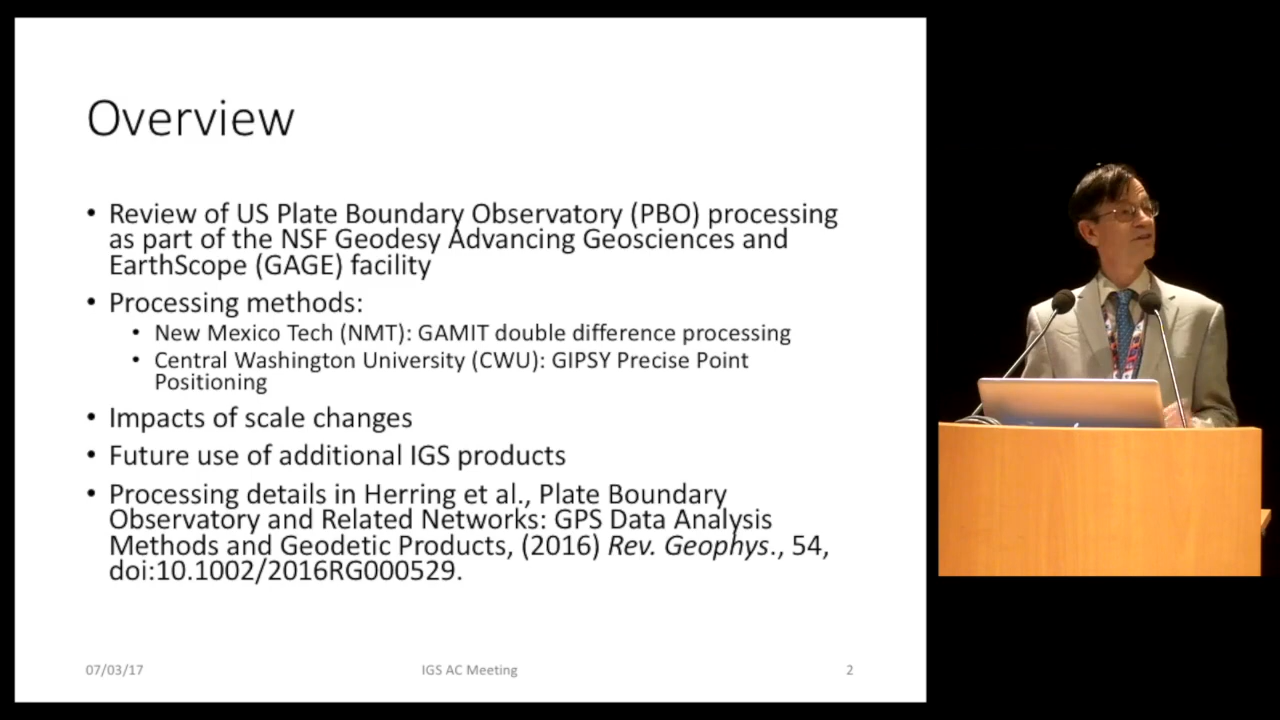 Overview
• Review of US Plate Boundary Observatory (PBO) processing
as part of the NSF Geodesy Advancing Geosciences and
EarthScope (GAGE) facility
• Processing methods:
• New Mexico Tech (NMT): GAMIT double difference processing
• Central Washington University (CWU): GIPSY Precise Point
Positioning
• Impacts of scale changes
• Future use of additional IGS products
• Processing details in Herring et al., Plate Boundary
Observatory and Related Networks: GPS Data Analysis
Methods and Geodetic Products, (2016) Rev. Geophys., 54,
doi:10.1002/2016RG000529.
07/03/17
IGS AC Meeting
2